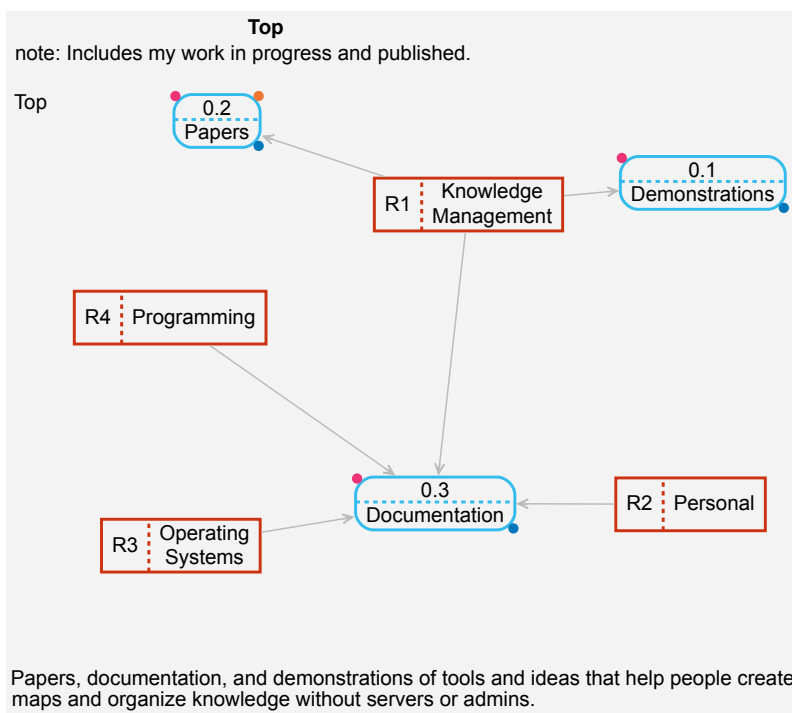 Top
note: Includes my work in progress and published.
Top
0.2
Papers
0.1
Demonstrations
R1
Knowledge
Management
R4
Programming
0.3
Documentation
R2
Personal
R3
Operating
Systems
Papers, documentation, and demonstrations of tools and ideas that help people create
maps and organize knowledge without servers or admins.